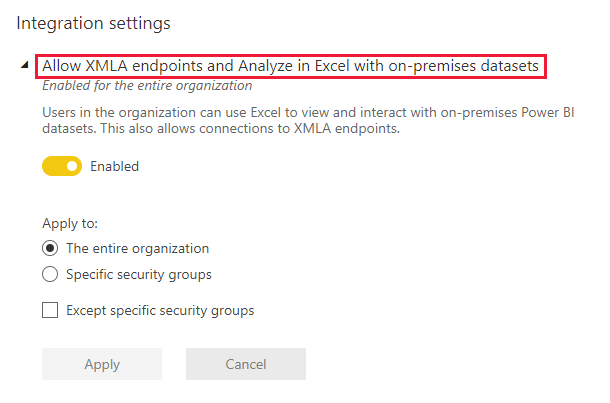 Integration settings
Allow XMLA endpoints and Analyze in Excel with on-premises datasets
Enabled for the entire organization
Users in the organization can use Excel to view and interact with on-premises Power BI
datasets. This also allows connections to XMLA endpoints.
Enabled
Apply to:
The entire organization
Specific security groups
Except specific security groups
Apply
Cancel